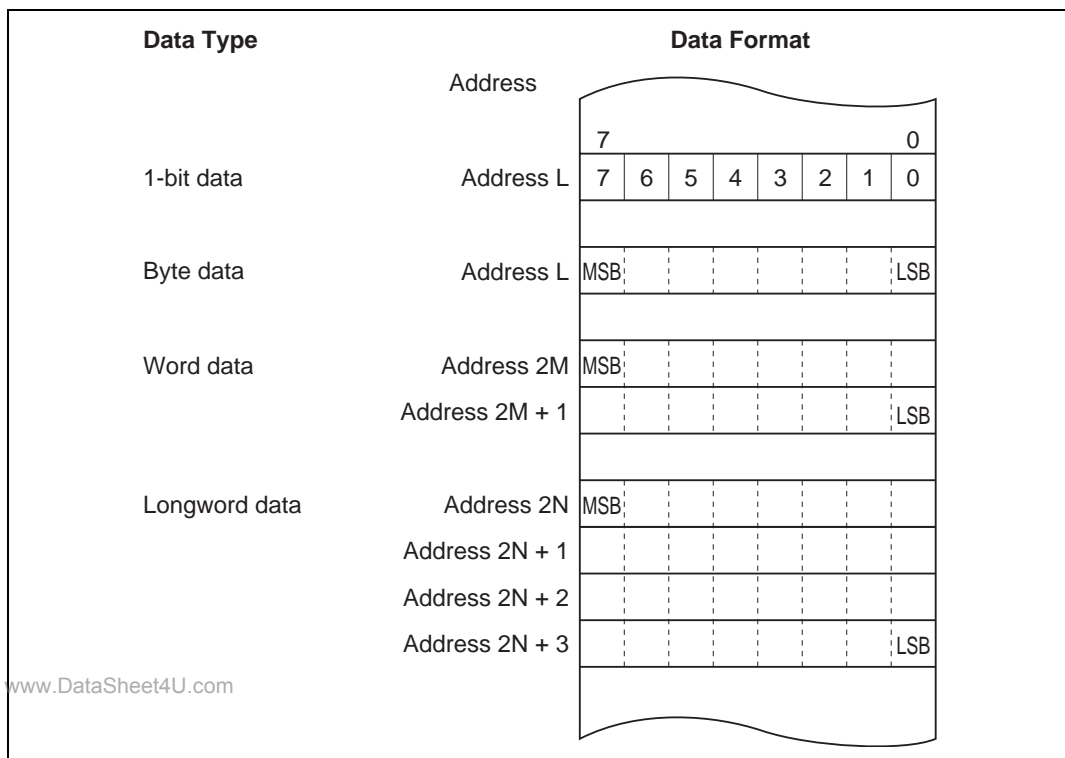 Data Type Data Format
Address
7 0
1-bit data Address L 7 6 5 4 3 2 1 0
Byte data Address L MSB LSB
Word data Address 2M MSB
Address 2M + 1 LSB
Longword data Address 2N MSB
Address 2N + 1
Address 2N + 2
Address 2N + 3 LSB
www.DataSheet4U.com